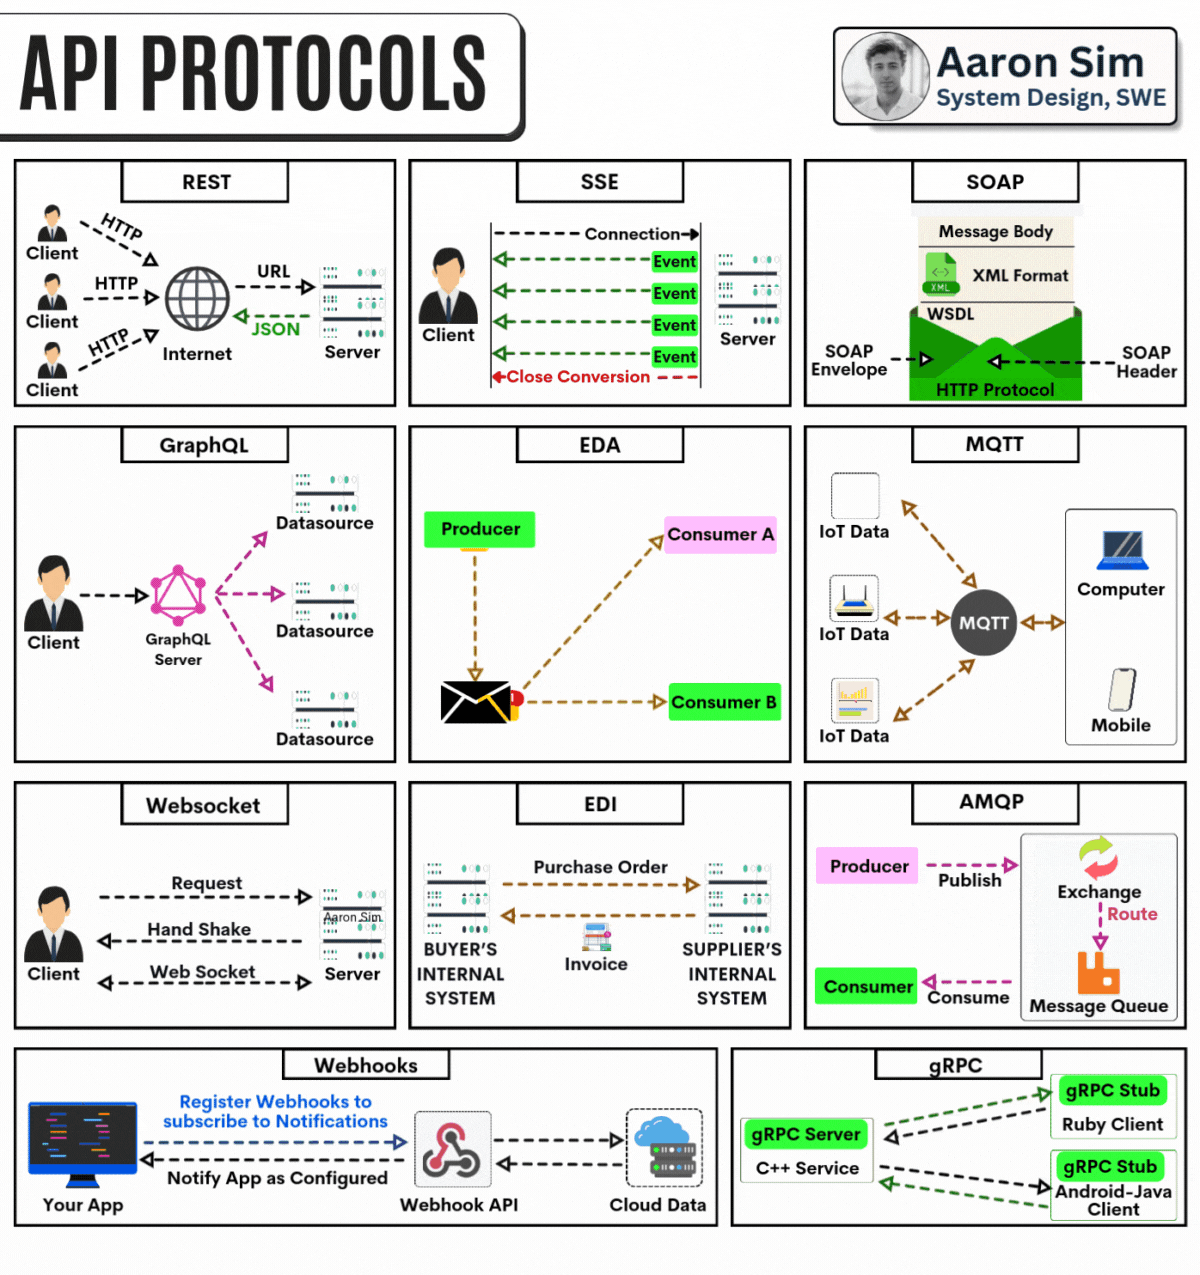 API PROTOCOLS
Aaron Sim
System Design, SWE
REST
HTTP
Client
HTTP
Client
HTTP
Client
Internet
URL
JSON
Server
SSE
Connection
Event
Event
Event
Event
Close Conversion
Client
Server
SOAP
Message Body
XML
XML Format
WSDL
SOAP
Envelope
SOAP
Header
HTTP Protocol
GraphQL
Client
GraphQL
Server
Datasource
Datasource
Datasource
EDA
Producer
Consumer A
Consumer B
MQTT
IoT Data
IoT Data
IoT Data
MQTT
Computer
Mobile
Websocket
Request
Hand Shake
Web Socket
Client
Aaron Sim
Server
EDI
Purchase Order
Invoice
BUYER'S
INTERNAL
SYSTEM
SUPPLIER'S
INTERNAL
SYSTEM
AMQP
Producer
Publish
Exchange
Route
Consumer
Consume
Message Queue
Webhooks
Register Webhooks to
subscribe to Notifications
Notify App as Configured
Your App
Webhook API
Cloud Data
gRPC
gRPC Server
C++ Service
gRPC Stub
Ruby Client
gRPC Stub
Android-Java
Client